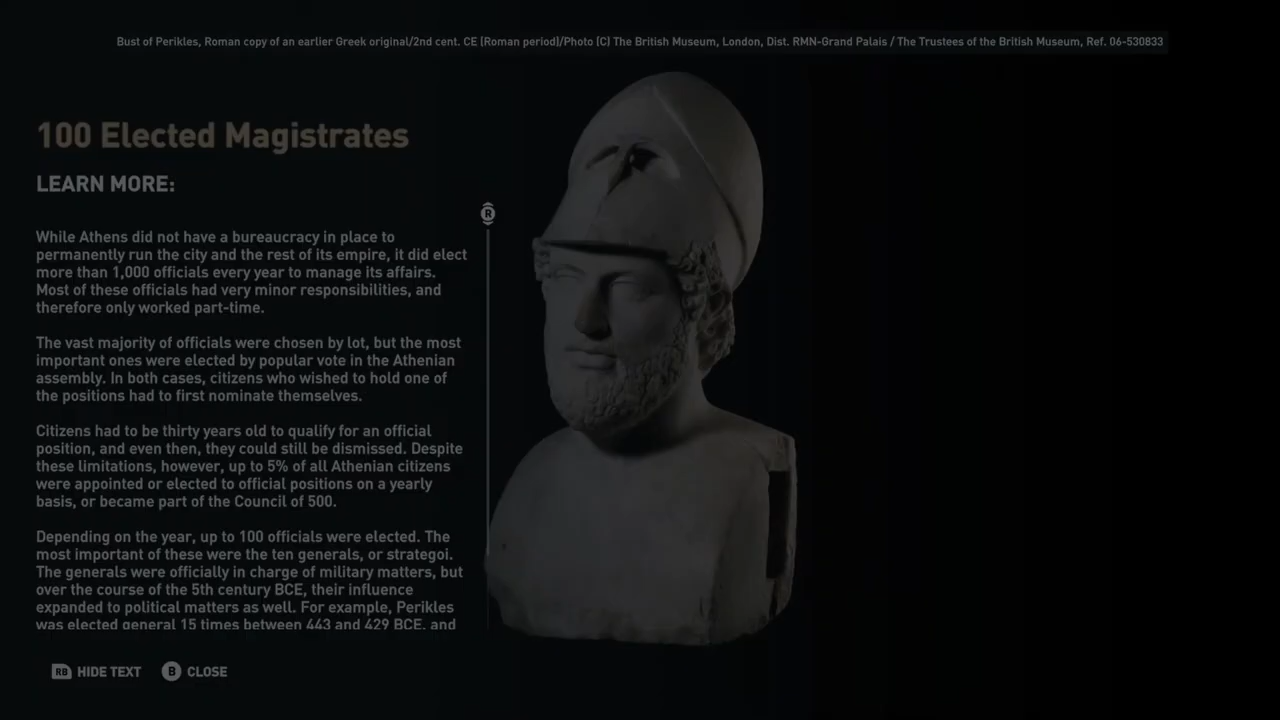 Bust of Perikles, Roman copy of an earlier Greek original/2nd cent. CE (Roman period)/Photo (C) The British Museum, London, Dist. RMN-Grand Palais / The Trustees of the British Museum, Ref. 06-530833
100 Elected Magistrates
LEARN MORE:
R
While Athens did not have a bureaucracy in place to
permanently run the city and the rest of its empire, it did elect
more than 1,000 officials every year to manage its affairs.
Most of these officials had very minor responsibilities, and
therefore only worked part-time.
The vast majority of officials were chosen by lot, but the most
important ones were elected by popular vote in the Athenian
assembly. In both cases, citizens who wished to hold one of
the positions had to first nominate themselves.
Citizens had to be thirty years old to qualify for an official
position, and even then, they could still be dismissed. Despite
these limitations, however, up to 5% of all Athenian citizens
were appointed or elected to official positions on a yearly
basis, or became part of the Council of 500.
Depending on the year, up to 100 officials were elected. The
most important of these were the ten generals, or strategoi.
The generals were officially in charge of military matters, but
over the course of the 5th century BCE, their influence
expanded to political matters as well. For example, Perikles
was elected general 15 times between 443 and 429 BCE, and
RB HIDE TEXT B CLOSE